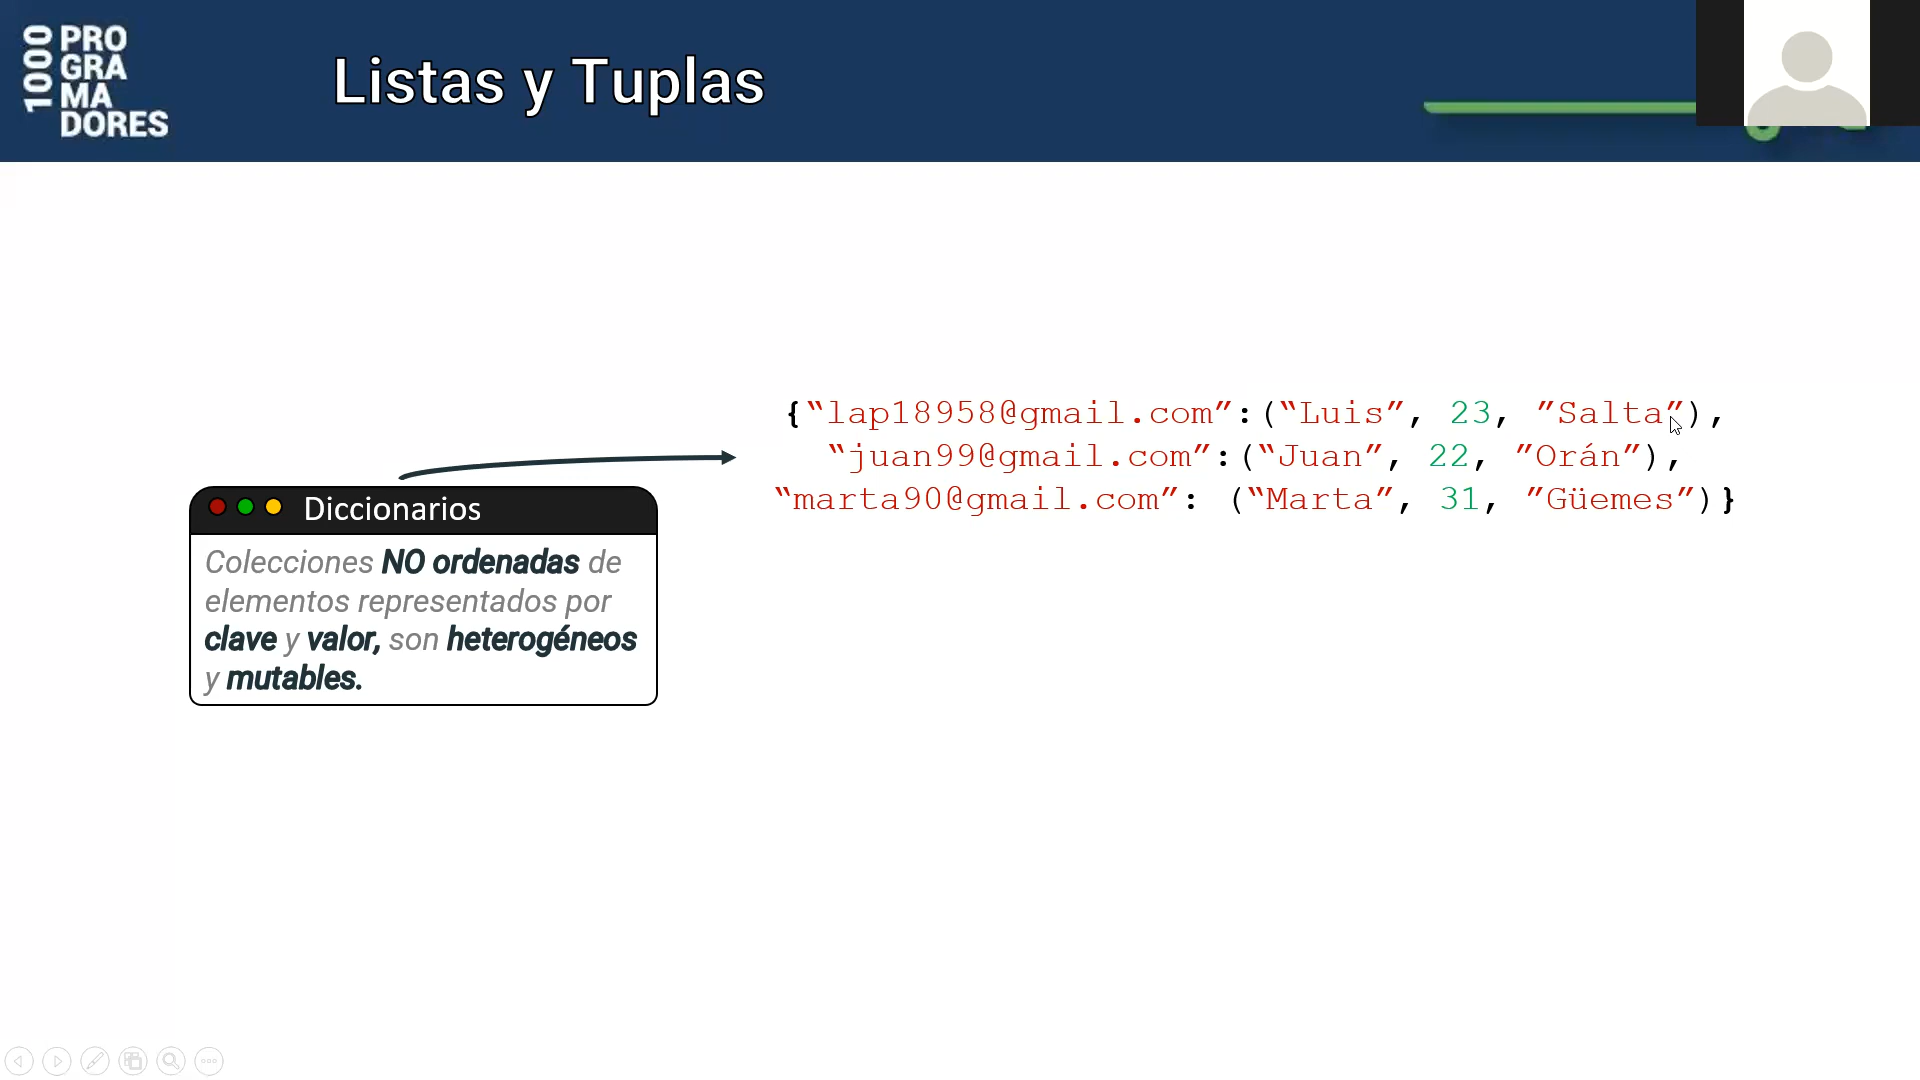 1000
PRO
GRA
MA
DORES
Listas y Tuplas
{“lap18958@gmail.com”:(“Luis”, 23, ”Salta”),
“juan99@gmail.com”:(“Juan”, 22, ”Orán”),
“marta90@gmail.com”: (“Marta”, 31, ”Güemes”)}
Diccionarios
Colecciones NO ordenadas de
elementos representados por
clave y valor, son heterogéneos
y mutables.